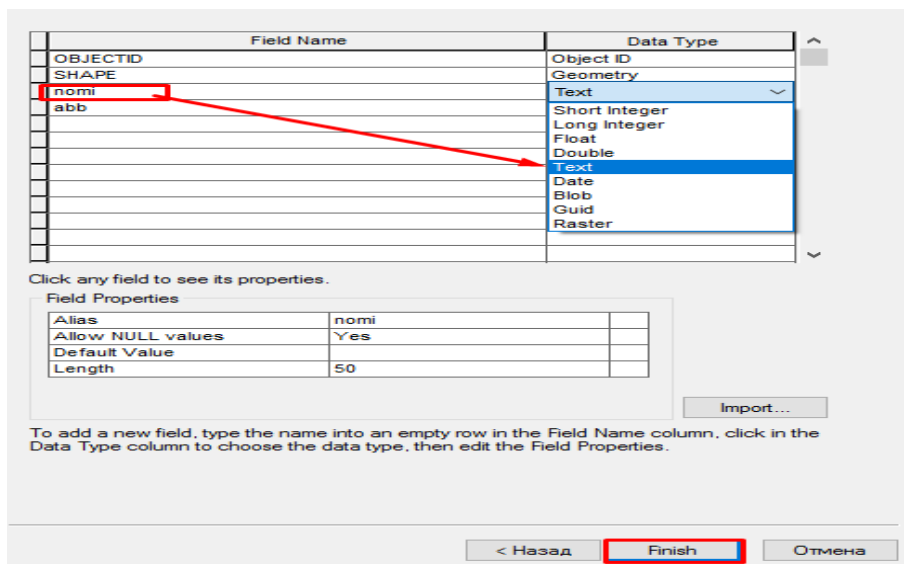 Field Name Data Type
OBJECTID Object ID
SHAPE Geometry
nomi Text
abb
Short Integer
Long Integer
Float
Double
Text
Date
Blob
Guid
Raster
Click any field to see its properties.
Field Properties
Alias nomi
Allow NULL values Yes
Default Value
Length 50
Import...
To add a new field, type the name into an empty row in the Field Name column, click in the
Data Type column to choose the data type, then edit the Field Properties.
< Назад Finish Отмена